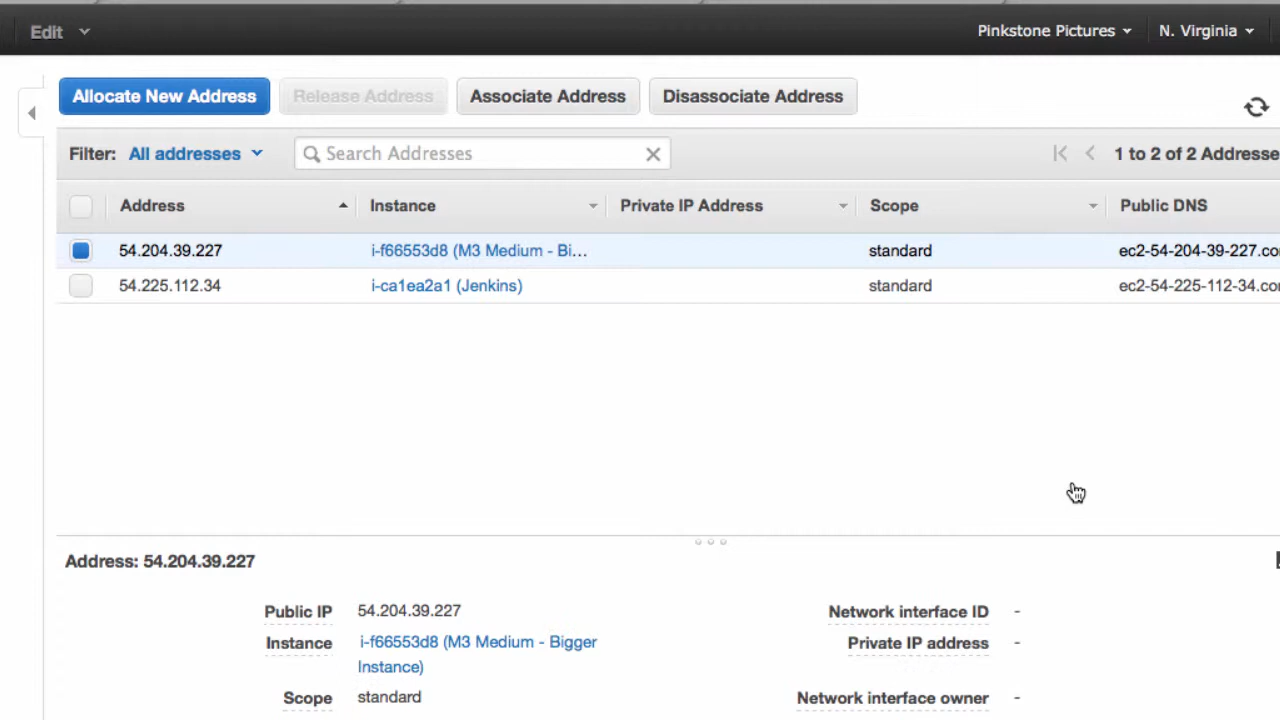 Edit Pinkstone Pictures N. Virginia
Allocate New Address Release Address Associate Address Disassociate Address
Filter: All addresses Search Addresses 1 to 2 of 2 Addresse
Address Instance Private IP Address Scope Public DNS
54.204.39.227 i-f66553d8 (M3 Medium - Bi... standard ec2-54-204-39-227.co
54.225.112.34 i-ca1ea2a1 (Jenkins) standard ec2-54-225-112-34.co
Address: 54.204.39.227
Public IP 54.204.39.227 Network interface ID -
Instance i-f66553d8 (M3 Medium - Bigger Private IP address -
Instance)
Scope standard Network interface owner -